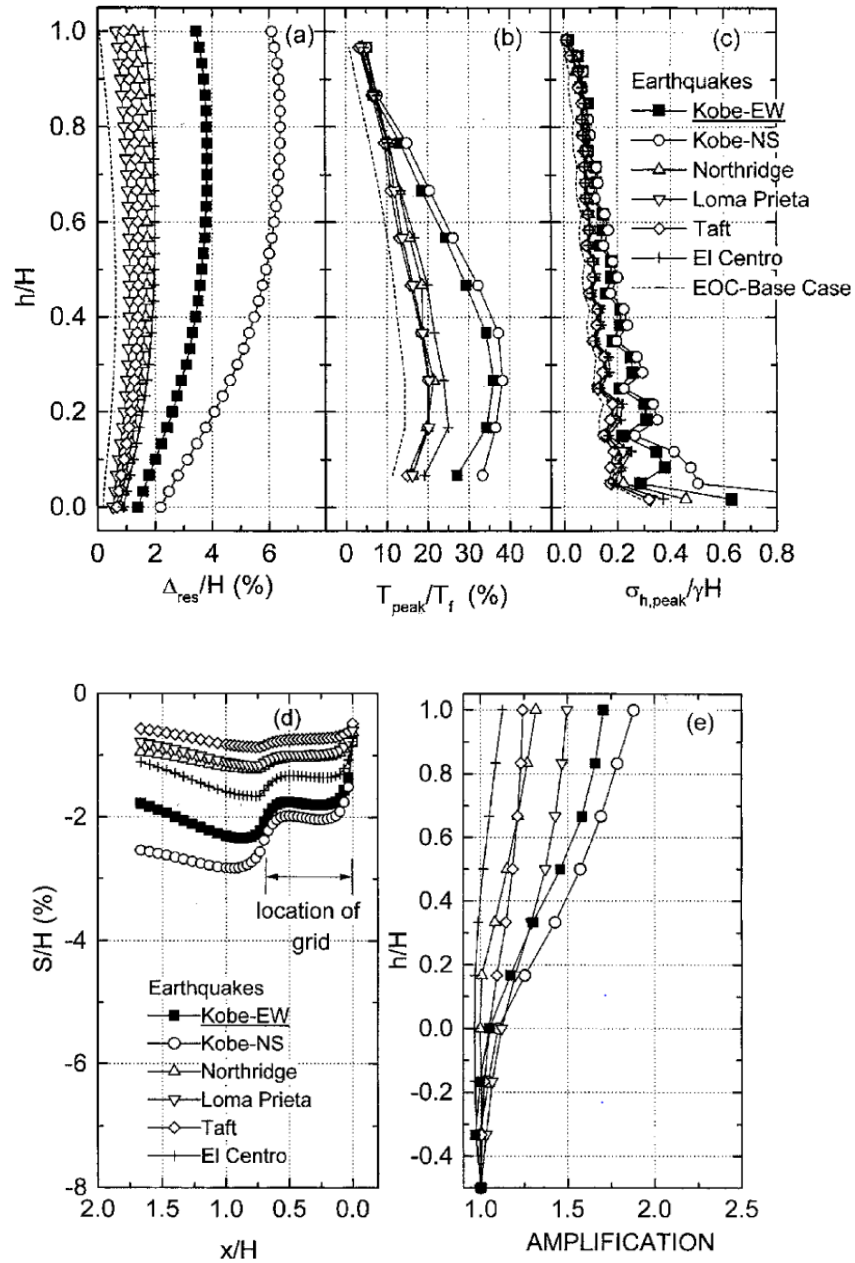 1.0
0.8
0.6
0.4
0.2
0.0
h/H
(a)
(b)
(c)
Earthquakes
Kobe-EW
Kobe-NS
Northridge
Loma Prieta
Taft
El Centro
EOC-Base Case
0 2 4 6
0 10 20 30 40
0.0 0.2 0.4 0.6 0.8
Δres/H (%)
Tpeak/Tf (%)
σh,peak/γH
0
-2
-4
-6
-8
S/H (%)
(d)
location of
grid
Earthquakes
Kobe-EW
Kobe-NS
Northridge
Loma Prieta
Taft
El Centro
2.0 1.5 1.0 0.5 0.0
x/H
1.0
0.8
0.6
0.4
0.2
0.0
-0.2
-0.4
h/H
(e)
1.0 1.5 2.0 2.5
AMPLIFICATION